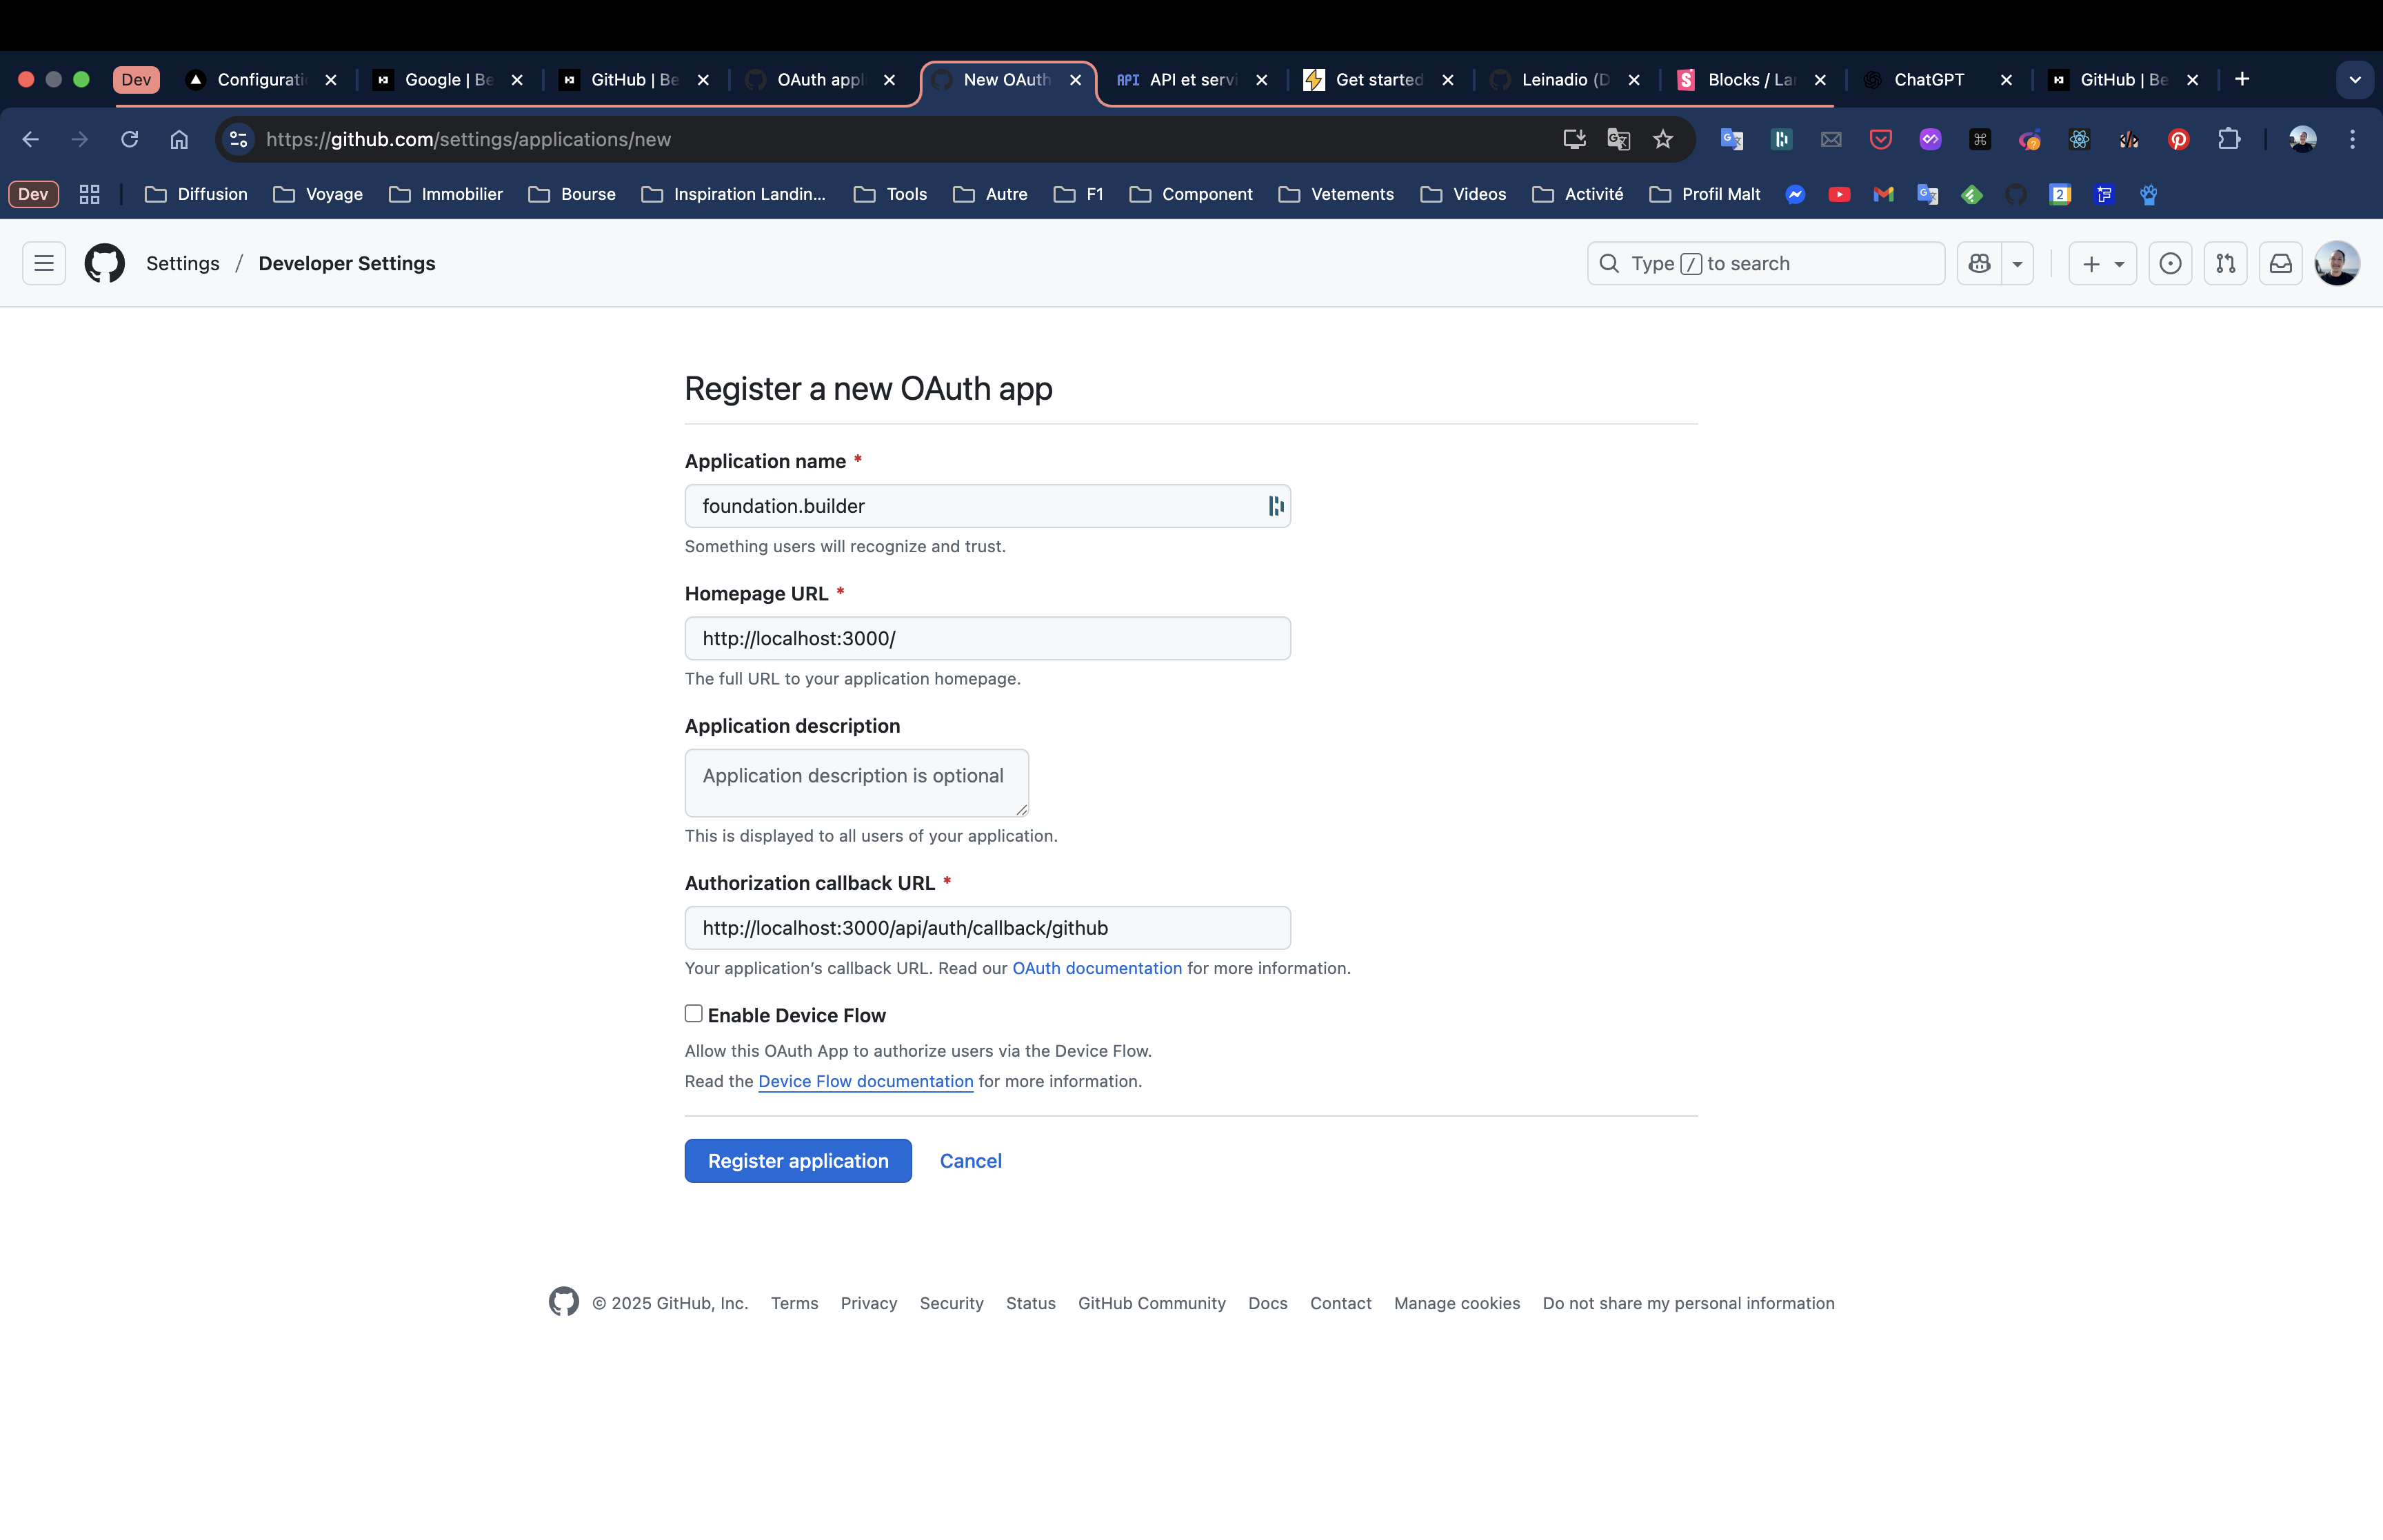 Dev Configurati Google | Be GitHub | Be OAuth appl New OAuth API API et servi Get started Leinadio (D Blocks / La ChatGPT GitHub | Be
https://github.com/settings/applications/new
Dev Diffusion Voyage Immobilier Bourse Inspiration Landin... Tools Autre F1 Component Vetements Videos Activité Profil Malt
Settings / Developer Settings Type / to search
Register a new OAuth app
Application name *
foundation.builder
Something users will recognize and trust.
Homepage URL *
http://localhost:3000/
The full URL to your application homepage.
Application description
Application description is optional
This is displayed to all users of your application.
Authorization callback URL *
http://localhost:3000/api/auth/callback/github
Your application’s callback URL. Read our OAuth documentation for more information.
Enable Device Flow
Allow this OAuth App to authorize users via the Device Flow.
Read the Device Flow documentation for more information.
Register application Cancel
© 2025 GitHub, Inc. Terms Privacy Security Status GitHub Community Docs Contact Manage cookies Do not share my personal information